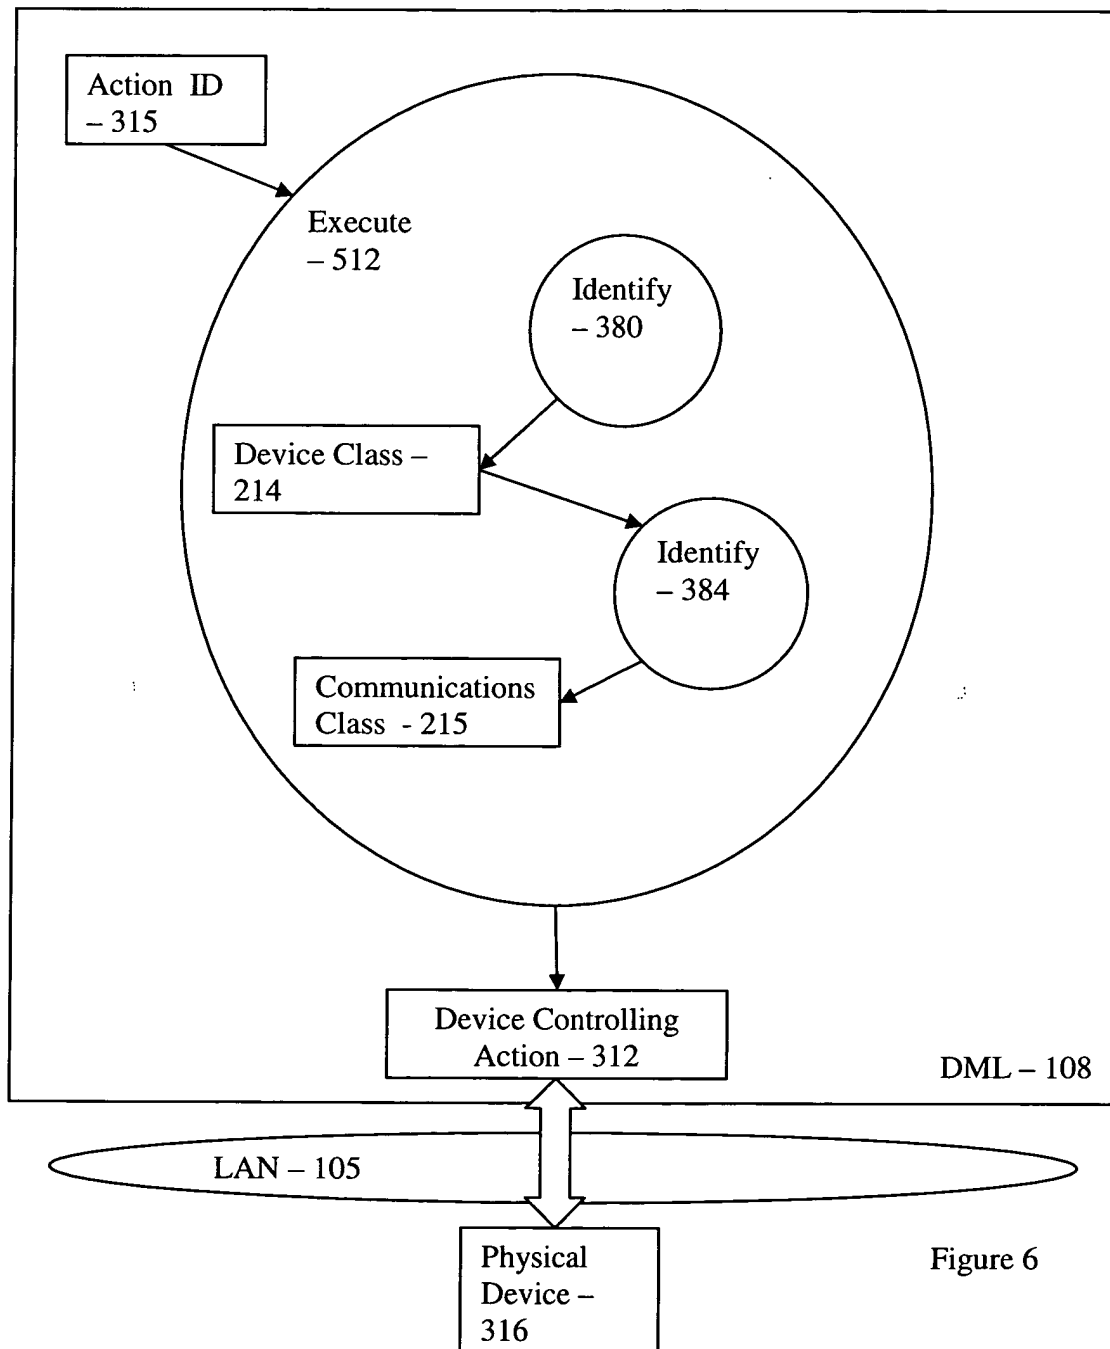 Action ID
– 315
Execute
– 512
Identify
– 380
Device Class –
214
Identify
– 384
Communications
Class - 215
Device Controlling
Action – 312
DML – 108
LAN – 105
Physical
Device –
316
Figure 6